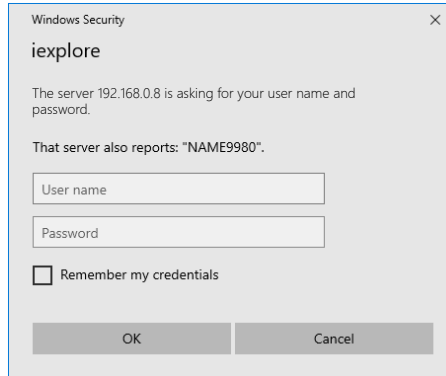 Windows Security
iexplore
The server 192.168.0.8 is asking for your user name and
password.
That server also reports: "NAME9980".
User name
Password
Remember my credentials
OK
Cancel